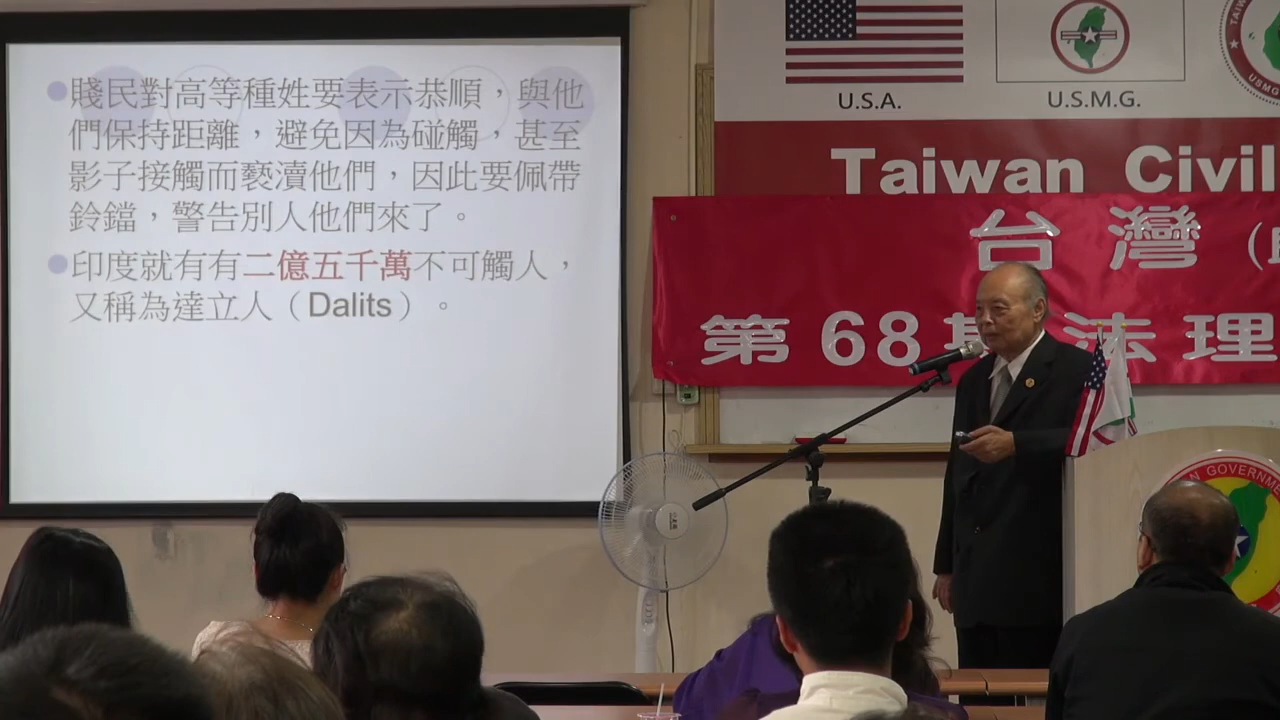 賤民對高等種姓要表示恭順，與他
們保持距離，避免因為碰觸，甚至
影子接觸而褻瀆他們，因此要佩帶
鈴鐺，警告別人他們來了。
印度就有有二億五千萬不可觸人，
又稱為達立人（Dalits）。
U.S.A.
U.S.M.G.
Taiwan Civil
台灣（
第68期法理
GOVERNME